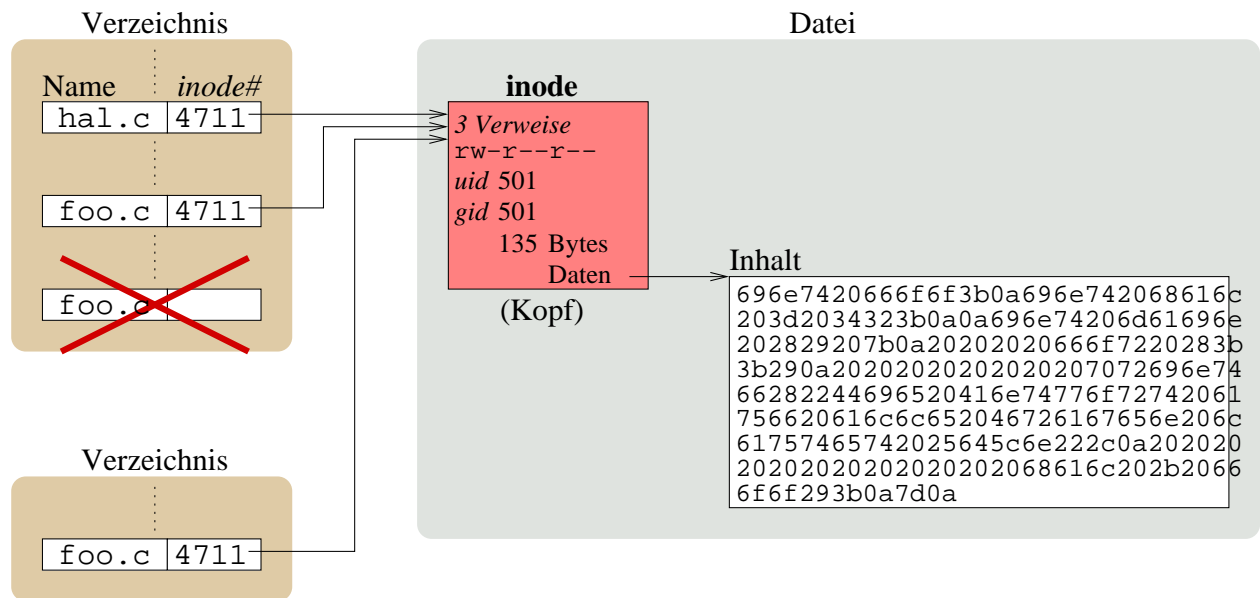 Verzeichnis
Name inode#
hal.c 4711
foo.c 4711
foo.c
Verzeichnis
foo.c 4711
Datei
inode
3 Verweise
rw-r--r--
uid 501
gid 501
135 Bytes
Daten
(Kopf)
Inhalt
696e7420666f6f3b0a696e742068616c
203d2034323b0a0a696e74206d61696e
202829207b0a20202020666f7220283b
3b290a20202020202020207072696e74
66282244696520416e74776f72742061
756620616c6c652046726167656e206c
61757465742025645c6e222c0a202020
20202020202020202068616c202b2066
6f6f293b0a7d0a